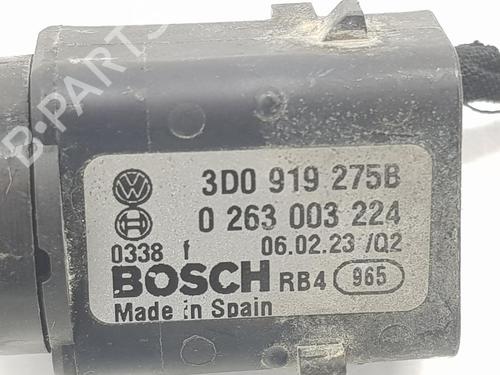 B-PARTS
3D0 919 275B
0 263 003 224
0338 f 06.02.23 /Q2
BOSCH RB4 965
Made in Spain